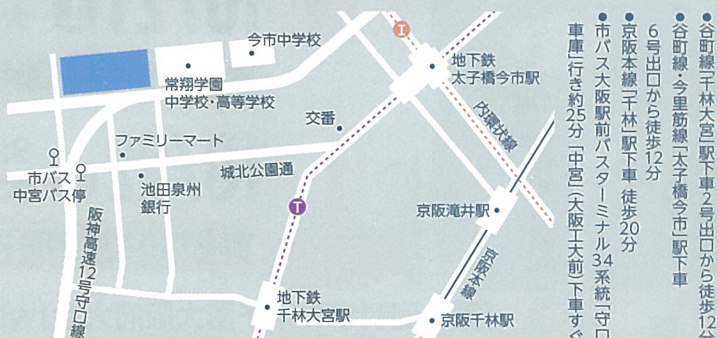 ●谷町線「千林大宮」駅下車2号出口から徒歩12分
●谷町線・今里筋線「太子橋今市」駅下車
6号出口から徒歩12分
●京阪本線「千林」駅下車 徒歩20分
●市バス大阪駅前バスターミナル34系統「守口
車庫」行き約25分「中宮」(大阪工大前)下車すぐ
今市中学校
常翔学園
中学校・高等学校
I
地下鉄
太子橋今市駅
内環状線
交番
ファミリーマート
城北公園通
市バス
中宮バス停
池田泉州
銀行
T
京阪滝井駅
阪神高速12号守口線
京阪本線
地下鉄
千林大宮駅
京阪千林駅